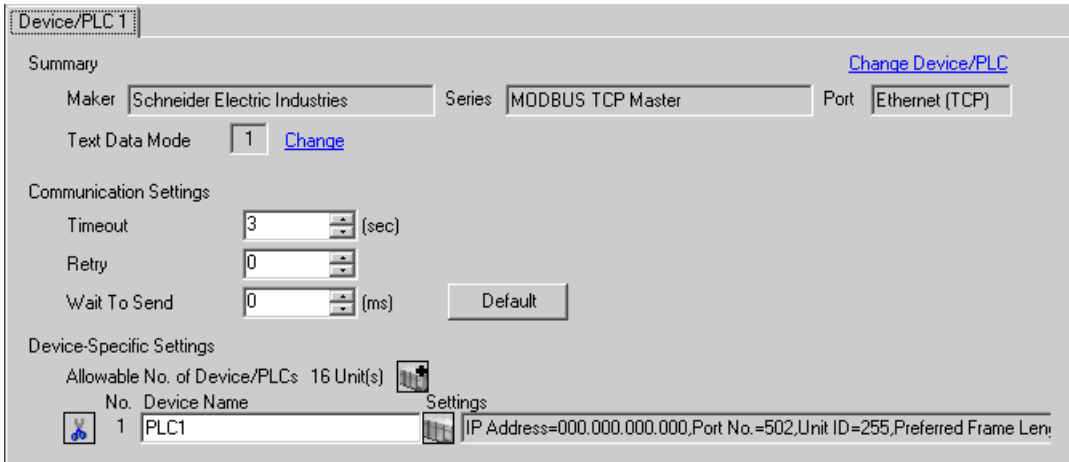 Device/PLC 1
Summary
Change Device/PLC
Maker Schneider Electric Industries Series MODBUS TCP Master Port Ethernet (TCP)
Text Data Mode 1 Change
Communication Settings
Timeout 3 (sec)
Retry 0
Wait To Send 0 (ms) Default
Device-Specific Settings
Allowable No. of Device/PLCs 16 Unit(s)
No. Device Name Settings
1 PLC1 IP Address=000.000.000.000,Port No.=502,Unit ID=255,Preferred Frame